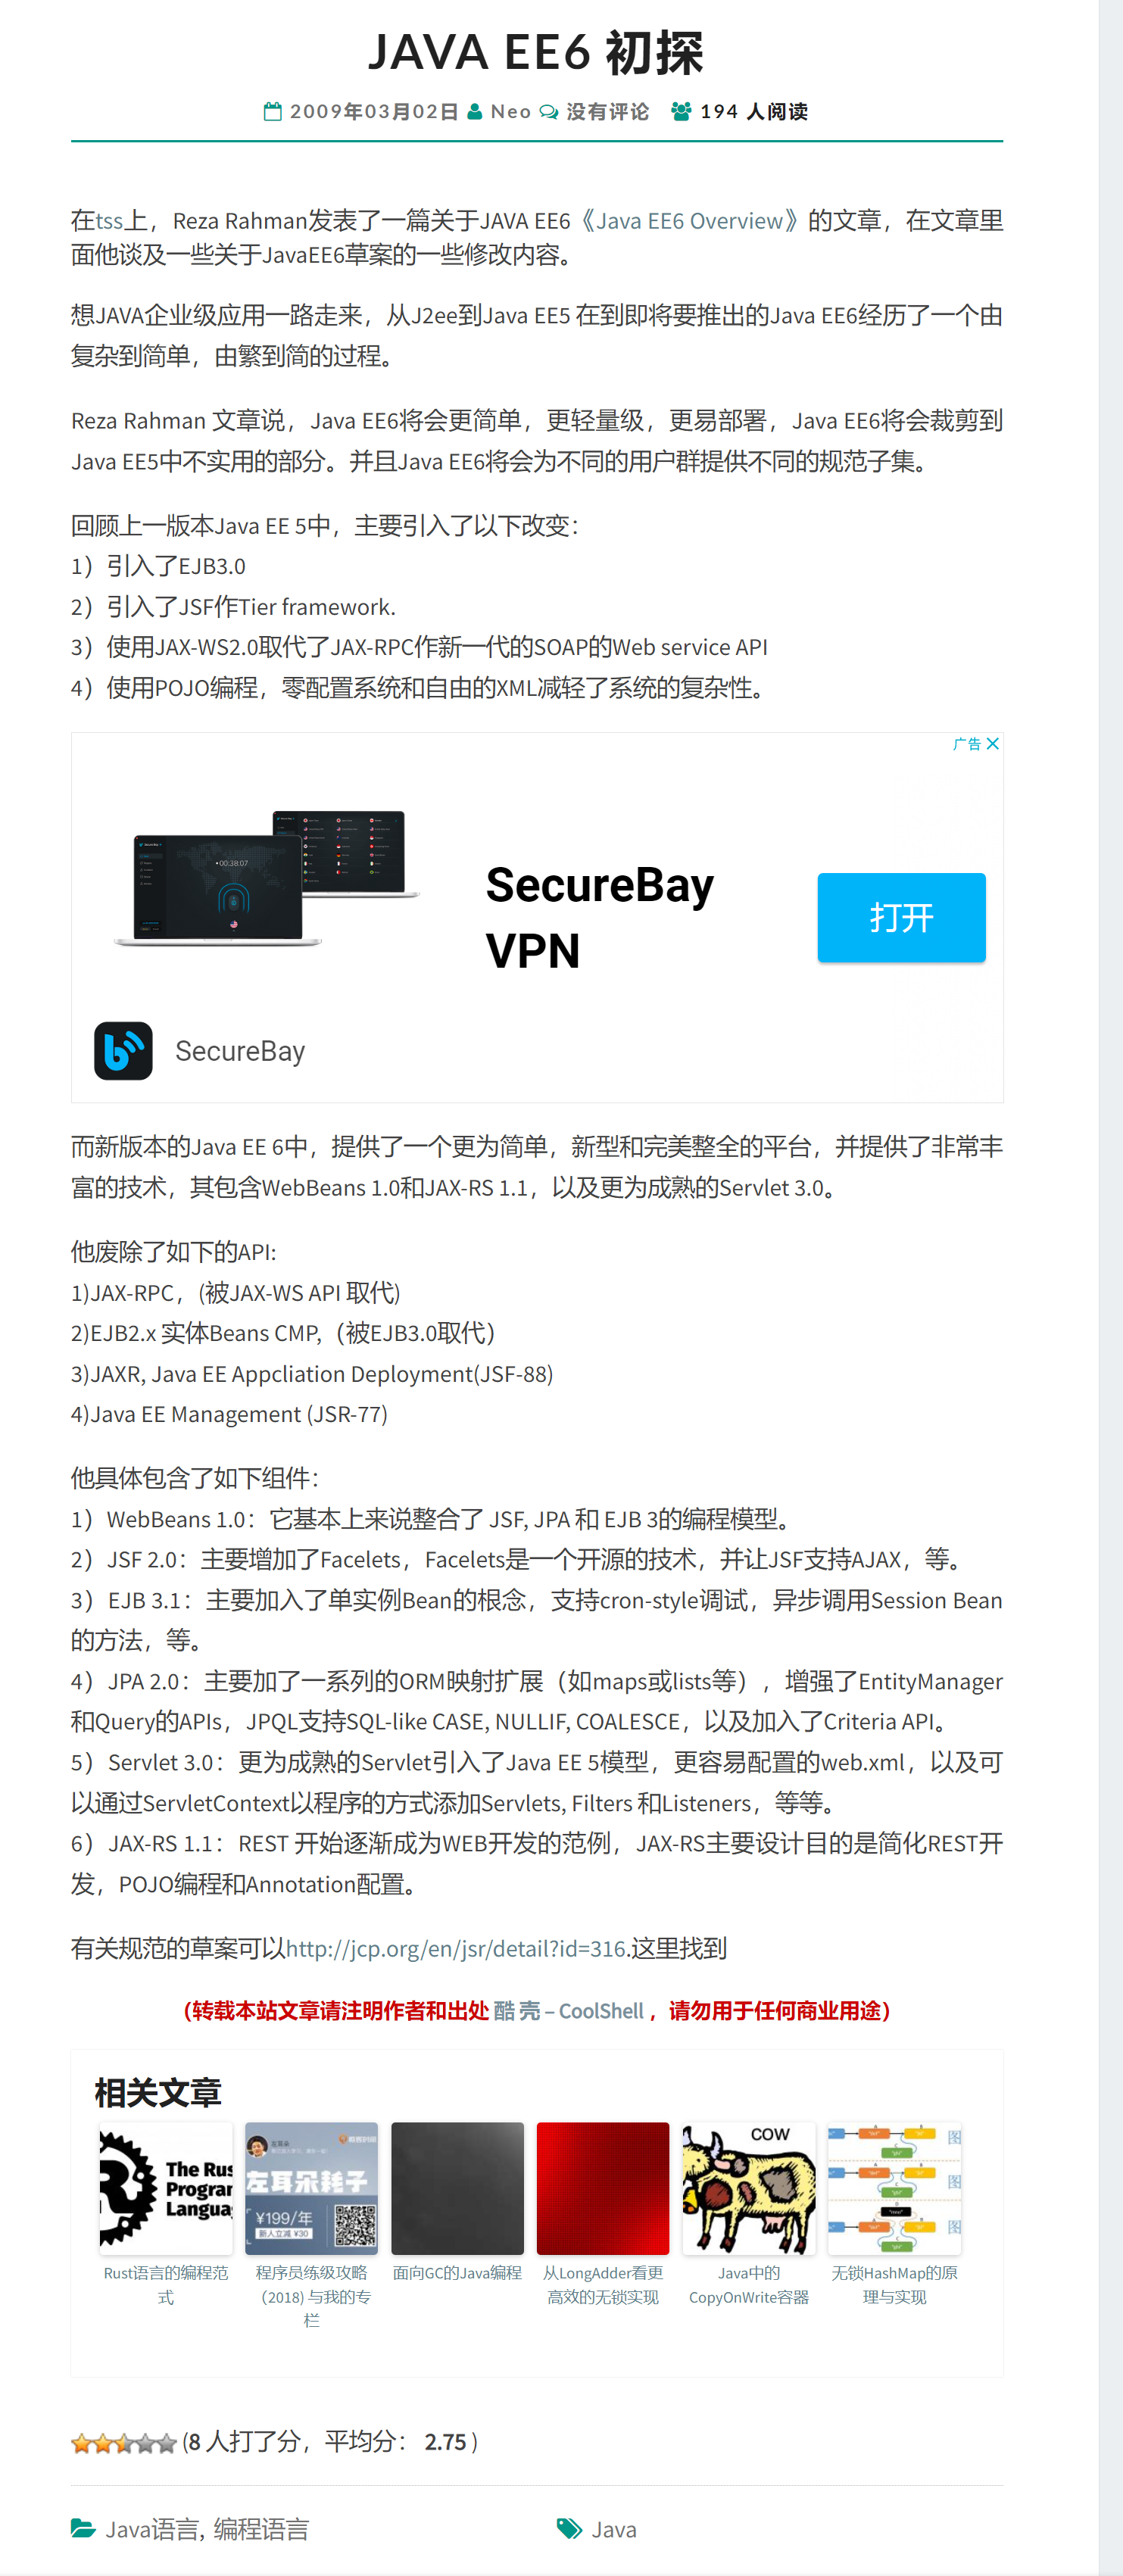 JAVA EE6 初探
2009年03月02日 Neo 没有评论 194 人阅读
在tss上，Reza Rahman发表了一篇关于JAVA EE6《Java EE6 Overview》的文章，在文章里
面他谈及一些关于JavaEE6草案的一些修改内容。
想JAVA企业级应用一路走来，从J2ee到Java EE5 在到即将要推出的Java EE6经历了一个由
复杂到简单，由繁到简的过程。
Reza Rahman 文章说，Java EE6将会更简单，更轻量级，更易部署，Java EE6将会裁剪到
Java EE5中不实用的部分。并且Java EE6将会为不同的用户群提供不同的规范子集。
回顾上一版本Java EE 5中，主要引入了以下改变：
1）引入了EJB3.0
2）引入了JSF作Tier framework.
3）使用JAX-WS2.0取代了JAX-RPC作新一代的SOAP的Web service API
4）使用POJO编程，零配置系统和自由的XML减轻了系统的复杂性。
广告
00:38:07
SecureBay
VPN
打开
SecureBay
而新版本的Java EE 6中，提供了一个更为简单，新型和完美整全的平台，并提供了非常丰
富的技术，其包含WebBeans 1.0和JAX-RS 1.1，以及更为成熟的Servlet 3.0。
他废除了如下的API:
1)JAX-RPC，(被JAX-WS API 取代)
2)EJB2.x 实体Beans CMP,（被EJB3.0取代）
3)JAXR, Java EE Appcliation Deployment(JSF-88)
4)Java EE Management (JSR-77)
他具体包含了如下组件：
1）WebBeans 1.0：它基本上来说整合了 JSF, JPA 和 EJB 3的编程模型。
2）JSF 2.0：主要增加了Facelets，Facelets是一个开源的技术，并让JSF支持AJAX，等。
3）EJB 3.1：主要加入了单实例Bean的根念，支持cron-style调试，异步调用Session Bean
的方法，等。
4）JPA 2.0：主要加了一系列的ORM映射扩展（如maps或lists等），增强了EntityManager
和Query的APIs，JPQL支持SQL-like CASE, NULLIF, COALESCE，以及加入了Criteria API。
5）Servlet 3.0：更为成熟的Servlet引入了Java EE 5模型，更容易配置的web.xml，以及可
以通过ServletContext以程序的方式添加Servlets, Filters 和Listeners，等等。
6）JAX-RS 1.1：REST 开始逐渐成为WEB开发的范例，JAX-RS主要设计目的是简化REST开
发，POJO编程和Annotation配置。
有关规范的草案可以http://jcp.org/en/jsr/detail?id=316.这里找到
（转载本站文章请注明作者和出处 酷 壳 – CoolShell ，请勿用于任何商业用途）
相关文章
The Rus
Program
Langua
左耳朵耗子
¥199/年
新人立减 ¥30
COW
图
图
图
Rust语言的编程范
式
程序员练级攻略
（2018) 与我的专
栏
面向GC的Java编程
从LongAdder看更
高效的无锁实现
Java中的
CopyOnWrite容器
无锁HashMap的原
理与实现
(8 人打了分，平均分： 2.75 )
Java语言, 编程语言
Java